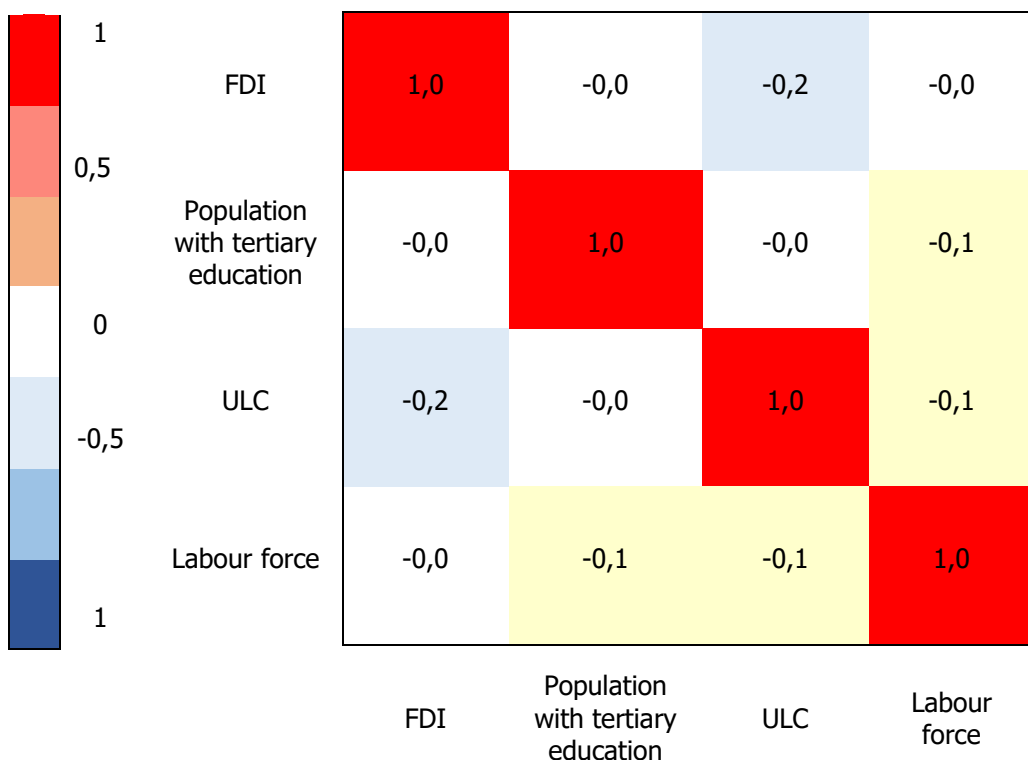 1
0,5
0
-0,5
1
FDI
1,0
-0,0
-0,2
-0,0
Population
with tertiary
education
-0,0
1,0
-0,0
-0,1
ULC
-0,2
-0,0
1,0
-0,1
Labour force
-0,0
-0,1
-0,1
1,0
FDI
Population
with tertiary
education
ULC
Labour
force